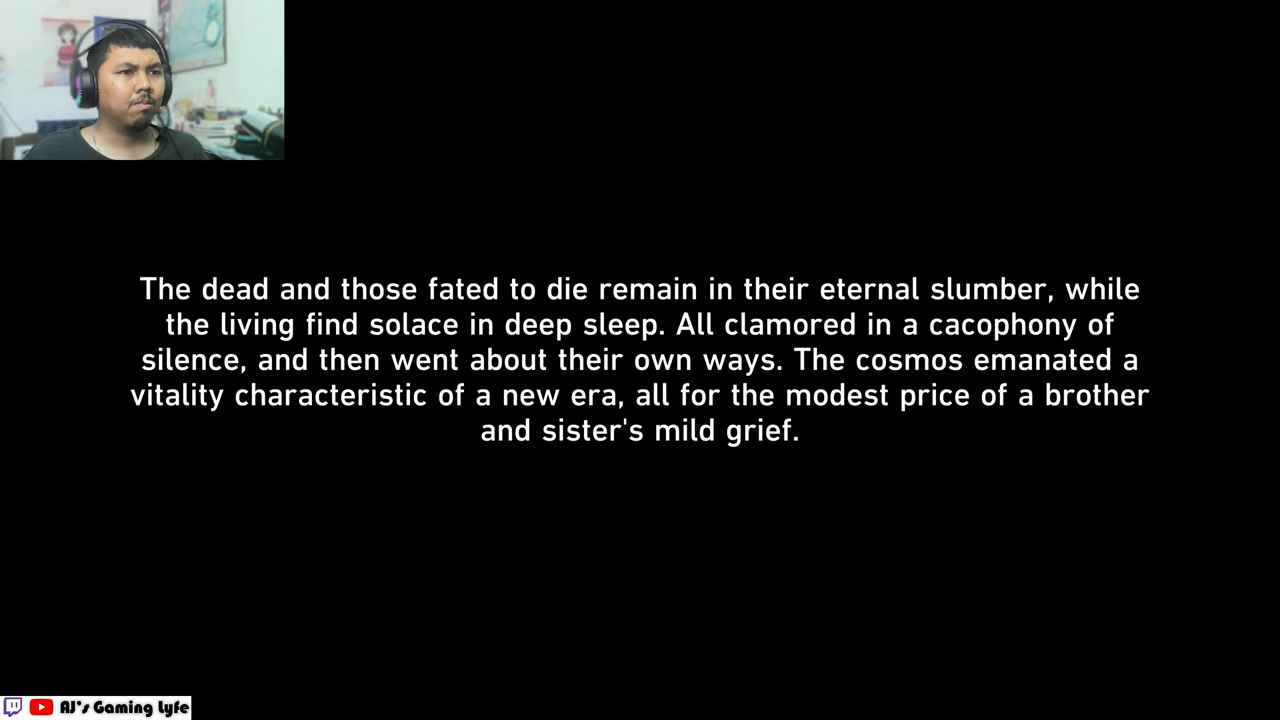 The dead and those fated to die remain in their eternal slumber, while
the living find solace in deep sleep. All clamored in a cacophony of
silence, and then went about their own ways. The cosmos emanated a
vitality characteristic of a new era, all for the modest price of a brother
and sister's mild grief.
AJ's Gaming Lyfe